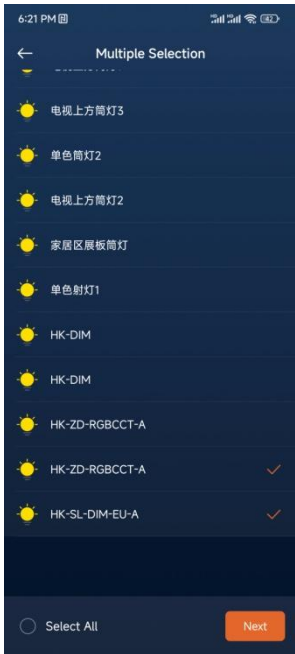 6:21 PM
Multiple Selection
电视上方筒灯3
单色筒灯2
电视上方筒灯2
家居区展板筒灯
单色射灯1
HK-DIM
HK-DIM
HK-ZD-RGBCCT-A
HK-ZD-RGBCCT-A
HK-SL-DIM-EU-A
Select All
Next